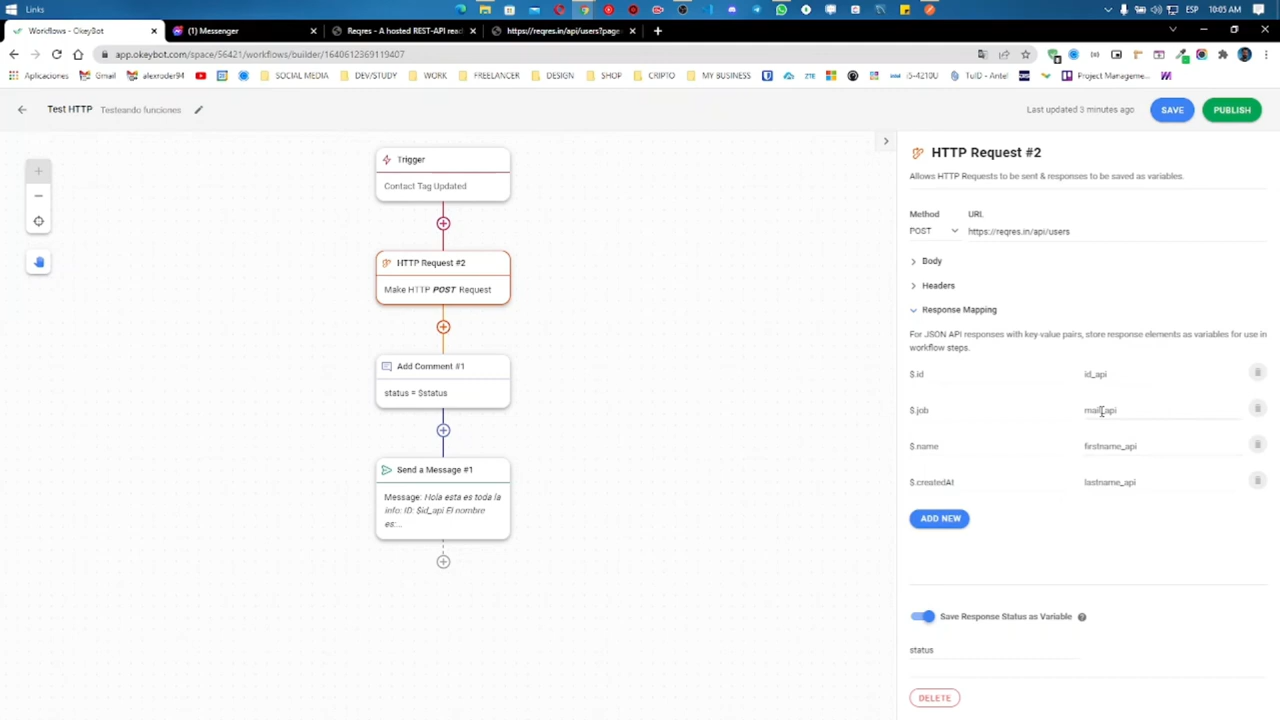 Links
ESP 10:05 AM
Workflows - OkeyBot
(1) Messenger
Reqres - A hosted REST-API reac
https://reqres.in/api/users?page
app.okeybot.com/space/56421/workflows/builder/1640612369119407
Aplicaciones
Gmail
alexroder94
SOCIAL MEDIA
DEV/STUDY
WORK
FREELANCER
DESIGN
SHOP
CRIPTO
MY BUSINESS
i5-4210U
TuID - Antel
Project Manageme...
Test HTTP Testeando funciones
Last updated 3 minutes ago
SAVE
PUBLISH
Trigger
Contact Tag Updated
HTTP Request #2
Make HTTP POST Request
Add Comment #1
status = $status
Send a Message #1
Message: Hola esta es toda la
info: ID: $id_api El nombre
es:...
HTTP Request #2
Allows HTTP Requests to be sent & responses to be saved as variables.
Method URL
POST https://reqres.in/api/users
Body
Headers
Response Mapping
For JSON API responses with key-value pairs, store response elements as variables for use in
workflow steps.
$.id id_api
$.job mail_api
$.name firstname_api
$.createdAt lastname_api
ADD NEW
Save Response Status as Variable
status
DELETE